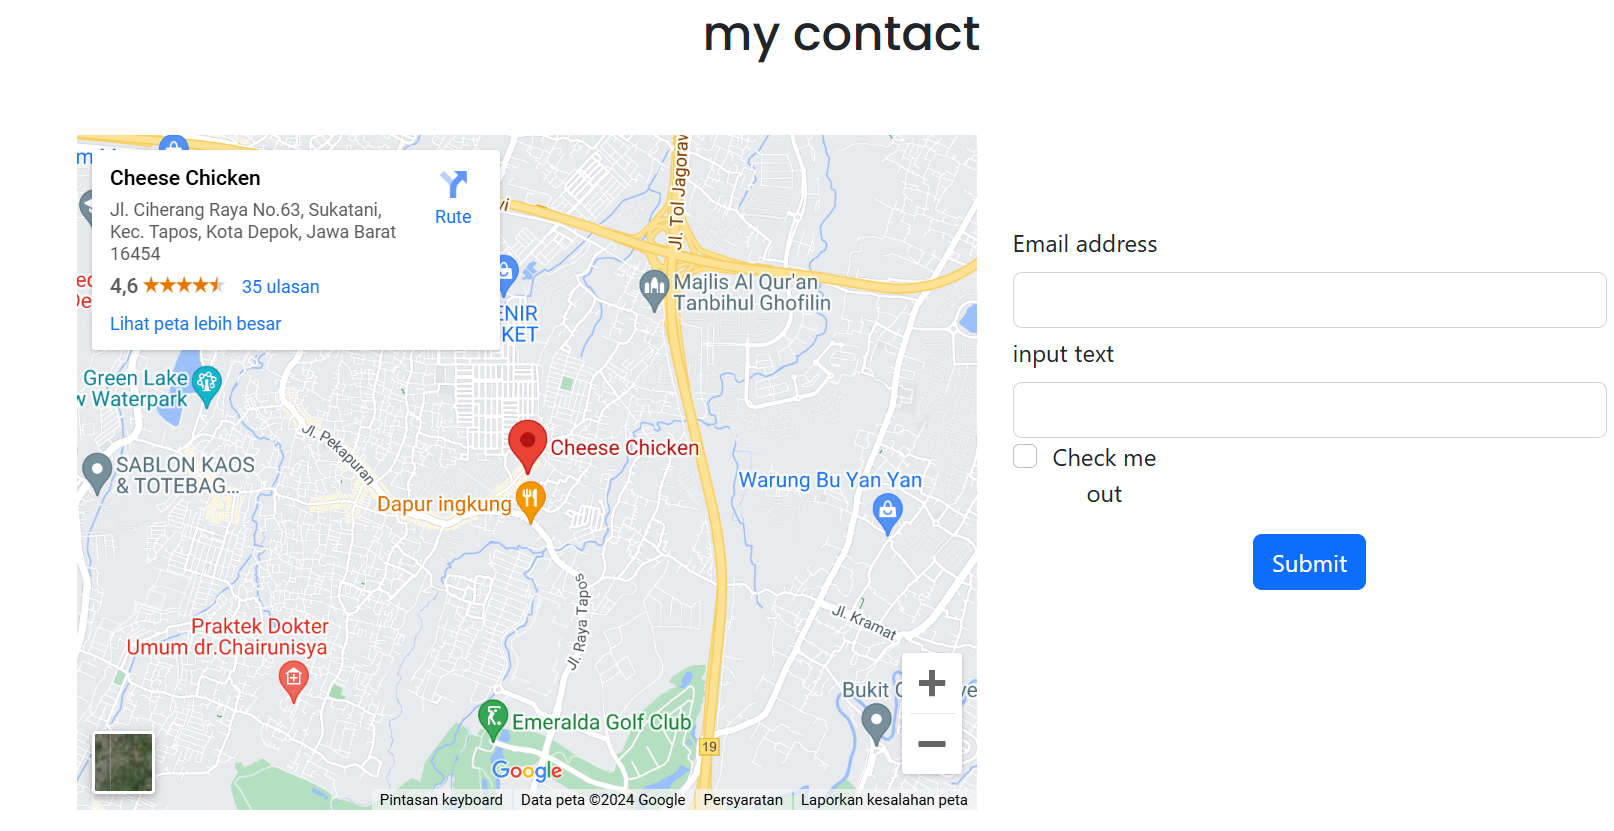 my contact
Cheese Chicken
Jl. Ciherang Raya No.63, Sukatani,
Kec. Tapos, Kota Depok, Jawa Barat
16454
4,6
35 ulasan
Lihat peta lebih besar
Rute
Jl. Tol Jagorav
Majlis Al Qur'an
Tanbihul Ghofilin
ENIR
KET
Green Lake
w Waterpark
Jl. Pekapuran
Cheese Chicken
SABLON KAOS
& TOTEBAG...
Dapur ingkung
Warung Bu Yan Yan
Jl. Raya Tapos
Jl. Kramat
Praktek Dokter
Umum dr.Chairunisya
Bukit
Emeralda Golf Club
19
Google
Pintasan keyboard
Data peta ©2024 Google
Persyaratan
Laporkan kesalahan peta
Email address
input text
Check me
out
Submit